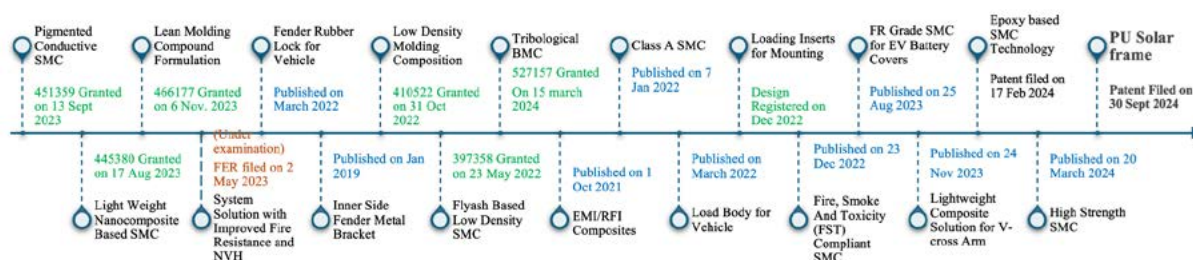 Pigmented
Conductive
SMC
451359 Granted
on 13 Sept
2023
Lean Molding
Compound
Formulation
466177 Granted
on 6 Nov. 2023
Fender Rubber
Lock for
Vehicle
Published on
March 2022
Low Density
Molding
Composition
410522 Granted
on 31 Oct
2022
Tribological
BMC
527157 Granted
On 15 march
2024
Class A SMC
Published on 7
Jan 2022
Loading Inserts
for Mounting
Design
Registered on
Dec 2022
FR Grade SMC
for EV Battery
Covers
Published on 25
Aug 2023
Epoxy based
SMC
Technology
Patent filed on
17 Feb 2024
PU Solar
frame
Patent Filed on
30 Sept 2024
445380 Granted
on 17 Aug 2023
Light Weight
Nanocomposite
Based SMC
(Under
examination)
FER filed on 2
May 2023
System
Solution with
Improved Fire
Resistance and
NVH
Published on Jan
2019
Inner Side
Fender Metal
Bracket
397358 Granted
on 23 May 2022
Flyash Based
Low Density
SMC
Published on 1
Oct 2021
EMI/RFI
Composites
Published on
March 2022
Load Body for
Vehicle
Published on 23
Dec 2022
Fire, Smoke
And Toxicity
(FST)
Compliant
SMC
Published on 24
Nov 2023
Lightweight
Composite
Solution for V-
cross Arm
Published on 20
March 2024
High Strength
SMC